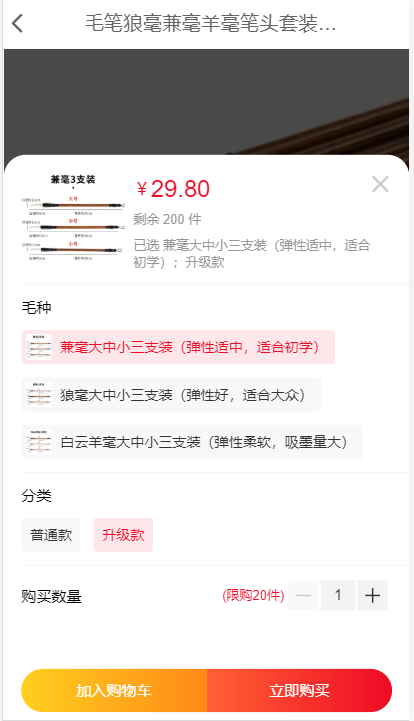 毛笔狼毫兼毫羊毫笔头套装...
兼毫3支装
大号
中号
小号
￥29.80
剩余 200 件
已选 兼毫大中小三支装（弹性适中，适合
初学）；升级款
毛种
兼毫大中小三支装（弹性适中，适合初学）
狼毫大中小三支装（弹性好，适合大众）
白云羊毫大中小三支装（弹性柔软，吸墨量大）
分类
普通款 升级款
购买数量 (限购20件) 1
加入购物车 立即购买